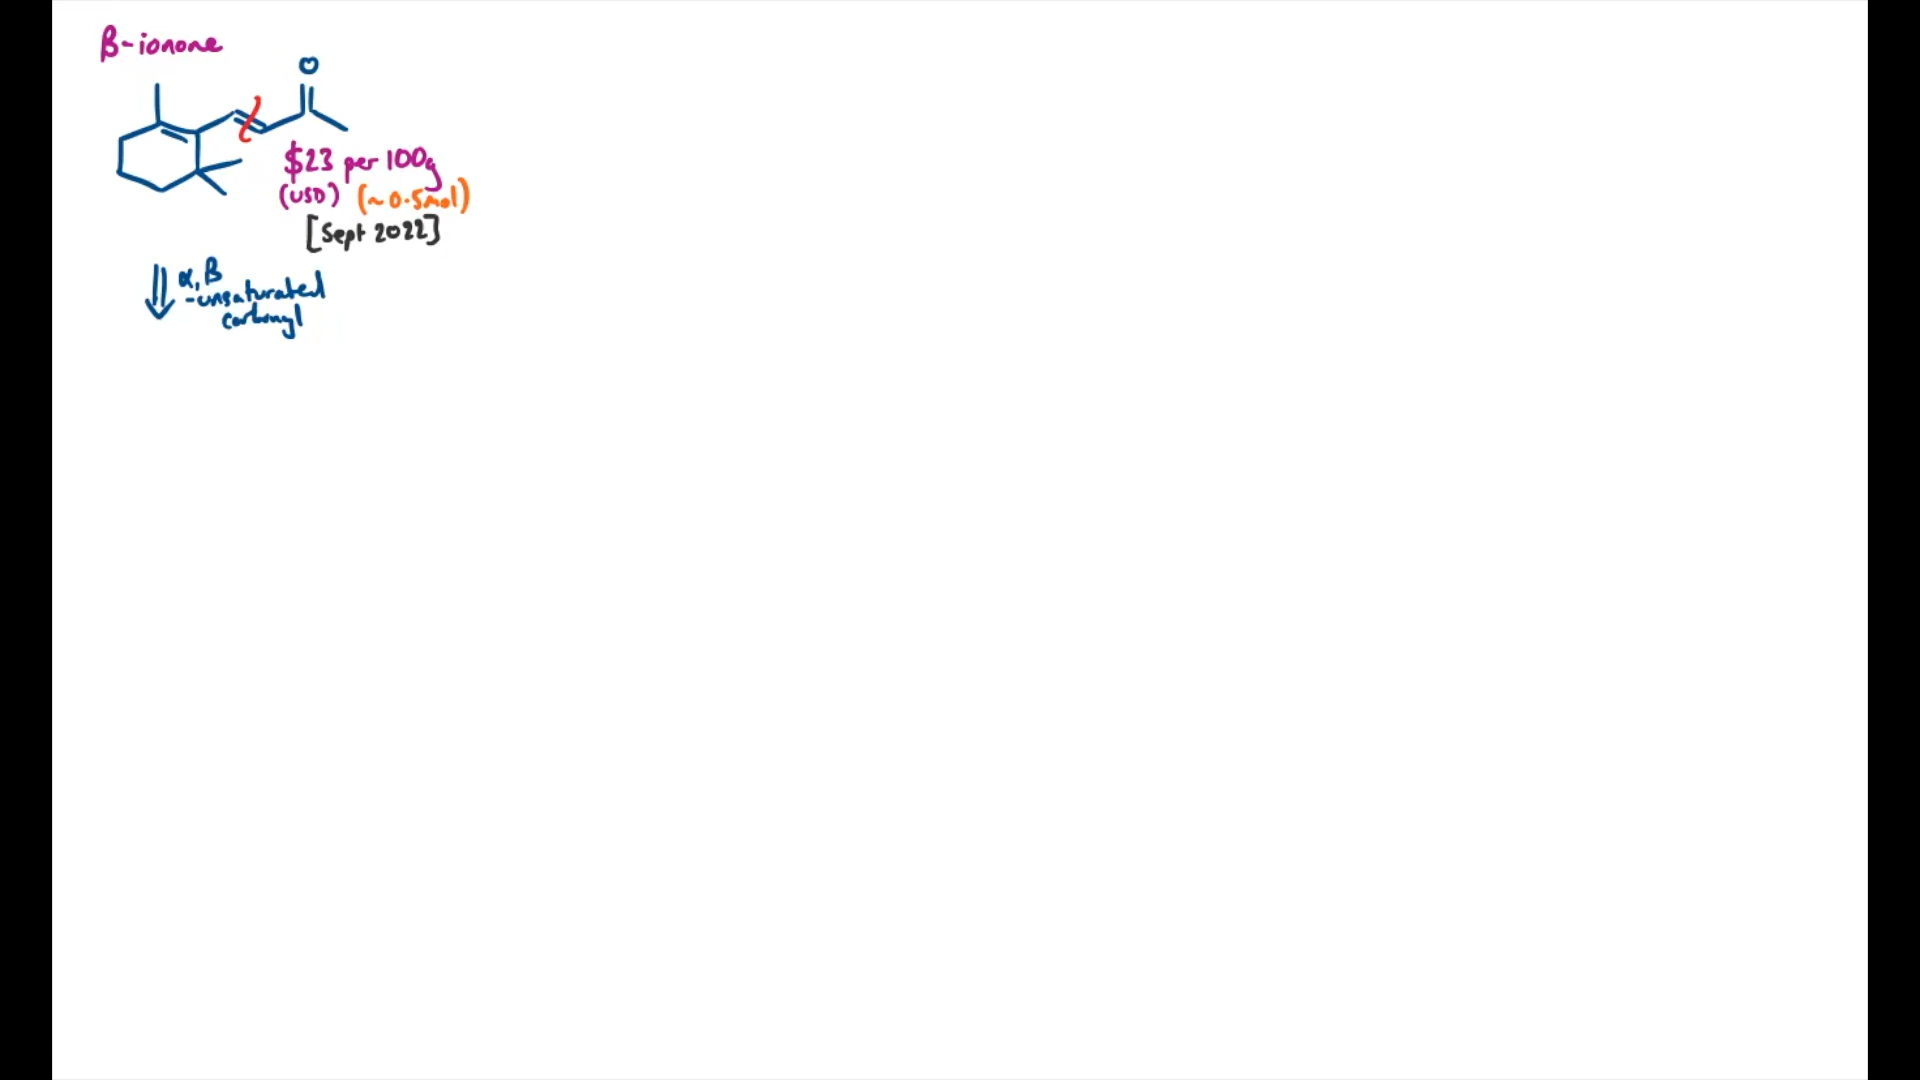 β-ionone
O
$23 per 100g
(USD) (~0.5mol)
[Sept 2022]
α,β
-unsaturated
carbonyl